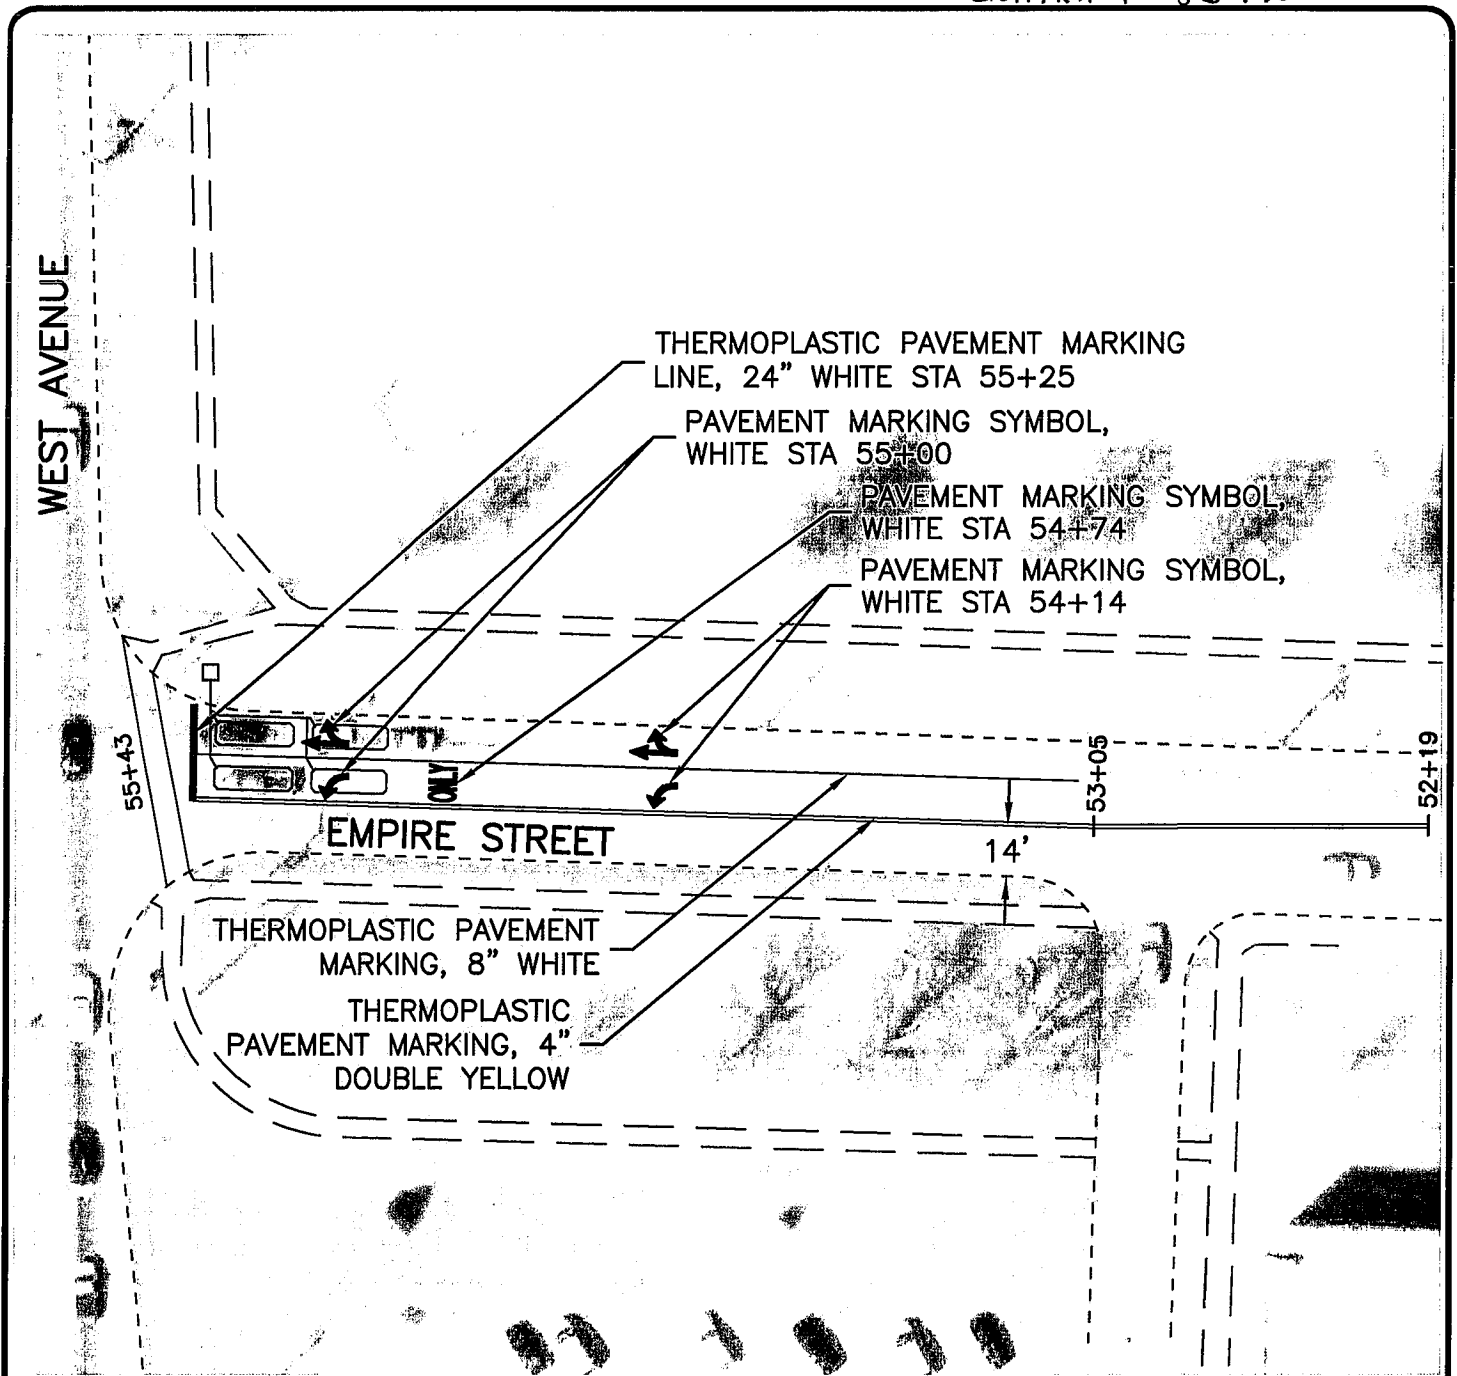 THERMOPLASTIC PAVEMENT MARKING
LINE, 24" WHITE STA 55+25
PAVEMENT MARKING SYMBOL,
WHITE STA 55+00
PAVEMENT MARKING SYMBOL,
WHITE STA 54+74
PAVEMENT MARKING SYMBOL,
WHITE STA 54+14
WEST AVENUE
55+43
ONLY
53+05
52+19
EMPIRE STREET
14'
THERMOPLASTIC PAVEMENT
MARKING, 8" WHITE
THERMOPLASTIC
PAVEMENT MARKING, 4"
DOUBLE YELLOW